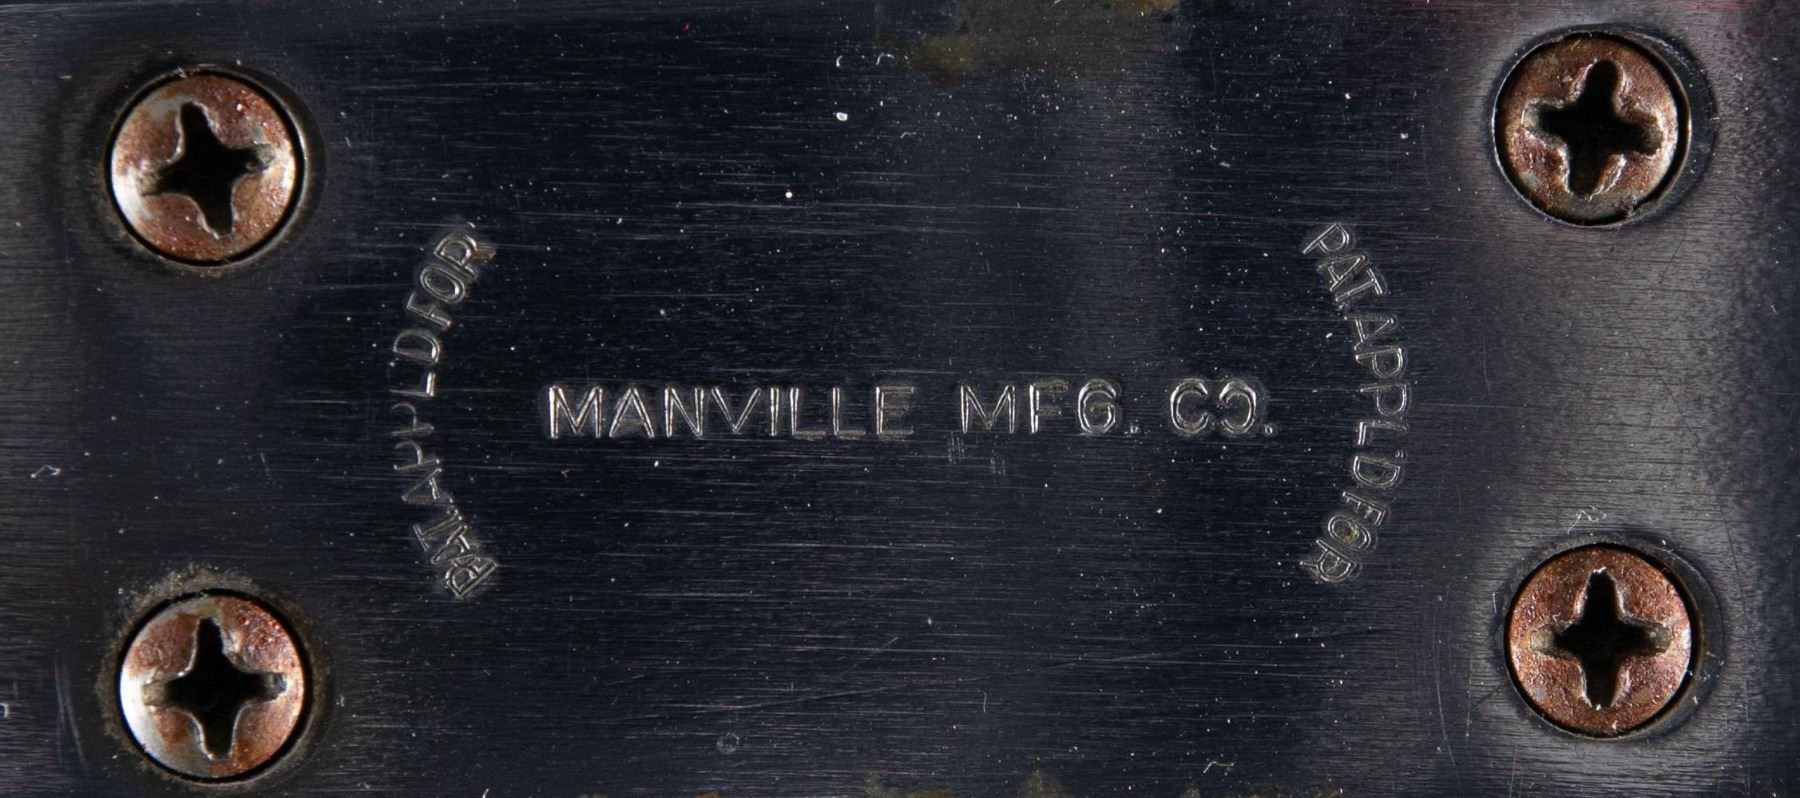 PAT. APPL'D FOR
MANVILLE MFG. CO.
PAT. APPL'D FOR